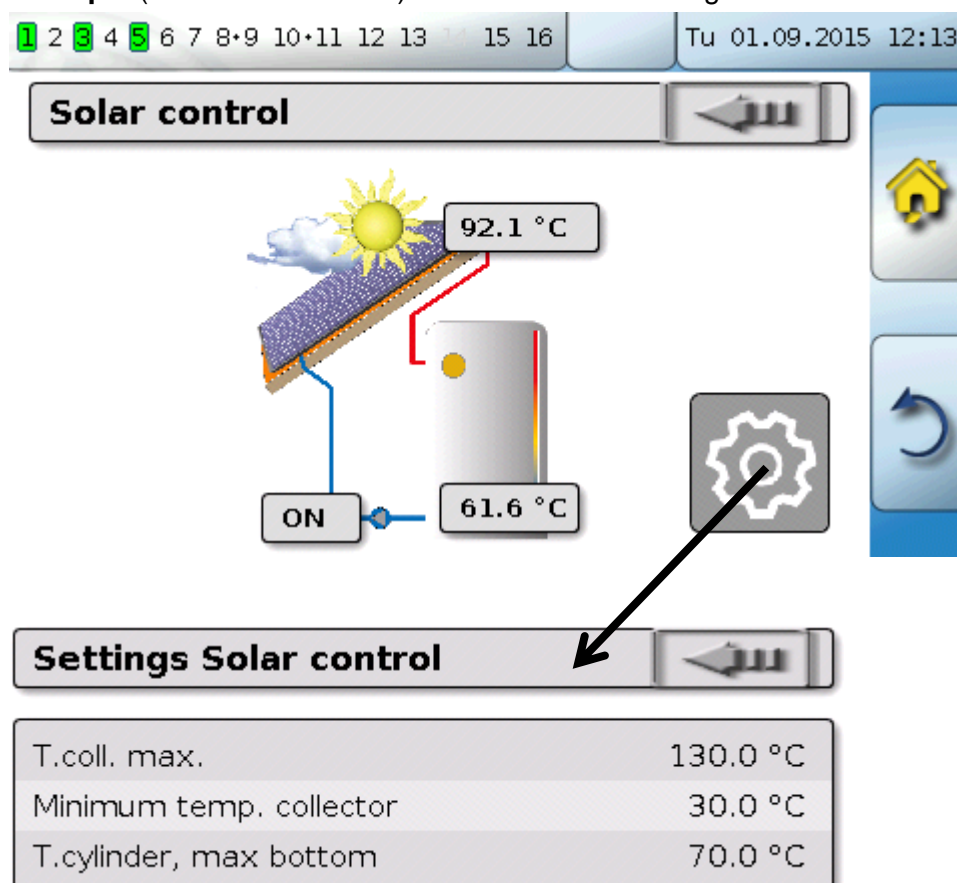 1 2 3 4 5 6 7 8·9 10·11 12 13 14 15 16 Tu 01.09.2015 12:13
Solar control
92.1 °C
ON
61.6 °C
Settings Solar control
T.coll. max. 130.0 °C
Minimum temp. collector 30.0 °C
T.cylinder, max bottom 70.0 °C